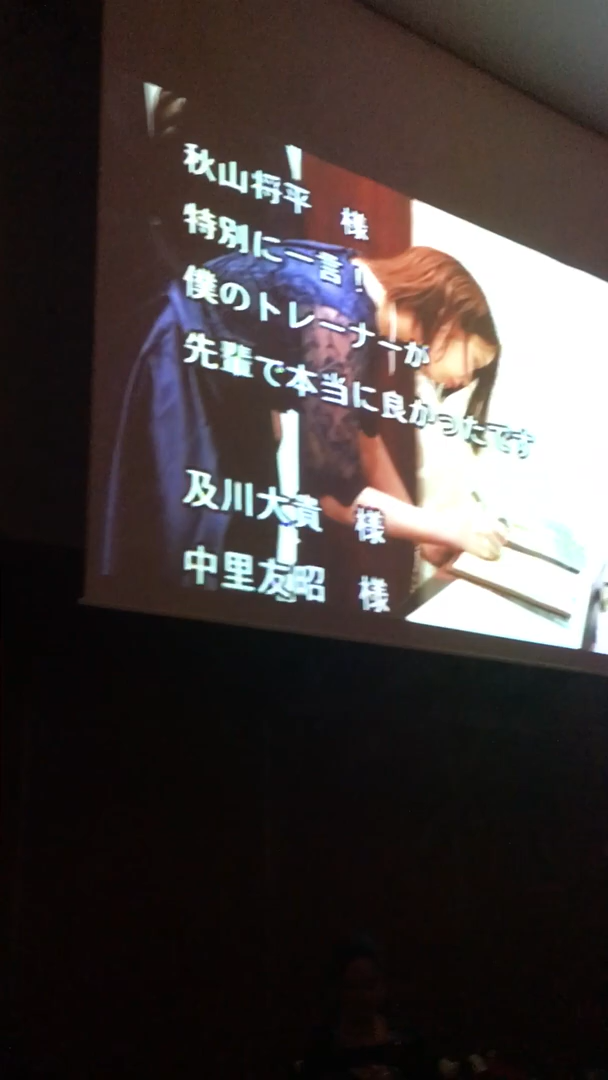 秋山将平 様
特別に一言！
僕のトレーナーが
先輩で本当に良かったです
及川大貴 様
中里友昭 様